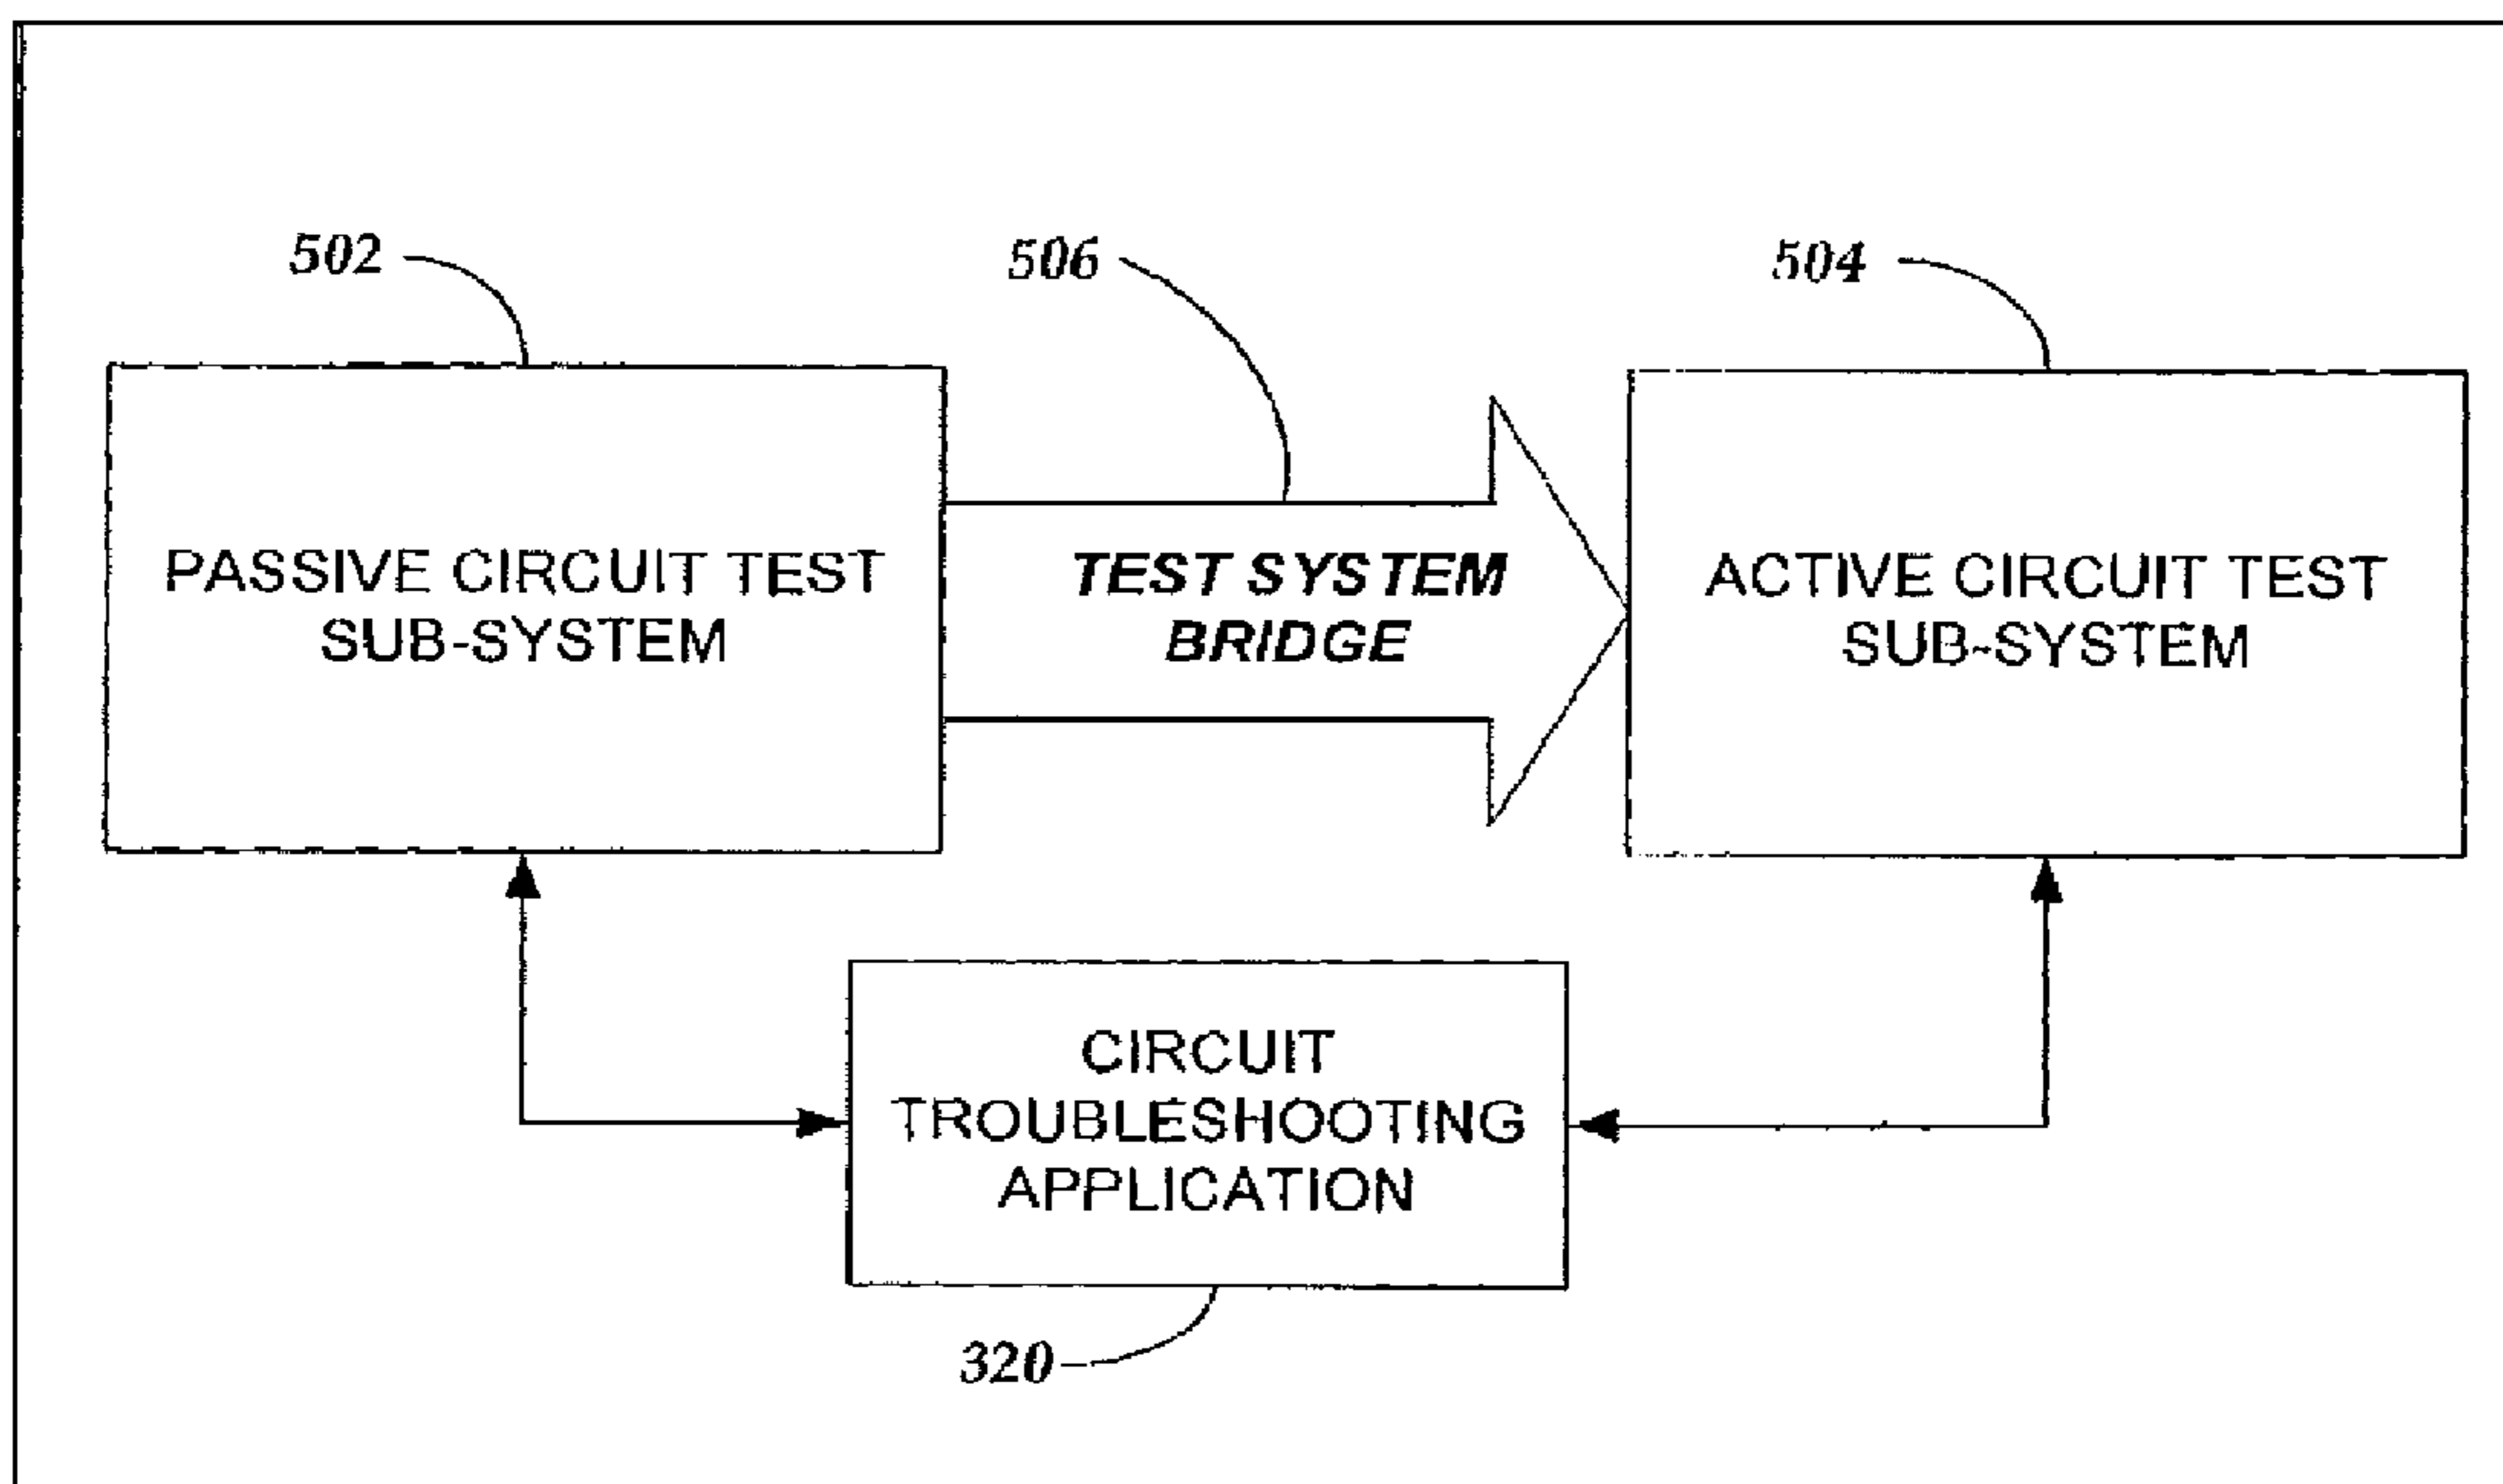 502
506
504
PASSIVE CIRCUIT TEST
SUB-SYSTEM
TEST SYSTEM
BRIDGE
ACTIVE CIRCUIT TEST
SUB-SYSTEM
CIRCUIT
TROUBLESHOOTING
APPLICATION
320